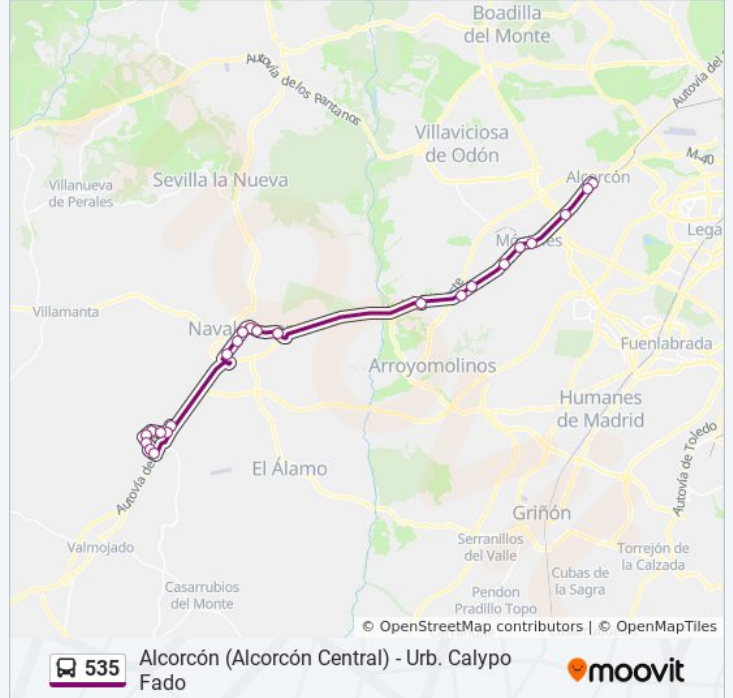 Boadilla
del Monte
Autovía de los Pantanos
Villaviciosa
de Odón
M-40
Alcorcón
Villanueva
de Perales
Sevilla la Nueva
Lega
Villamanta
Naval
Fuenlabrada
Arroyomolinos
Humanes
de Madrid
Autovía de Toledo
El Álamo
Autovía de
Griñón
Valmojado
Serranillos
del Valle
Torrejón de
la Calzada
Cubas de
la Sagra
Casarrubios
del Monte
Pendon
Pradillo Topo
© OpenStreetMap contributors | © OpenMapTiles
535
Alcorcón (Alcorcón Central) - Urb. Calypo
Fado
moovit